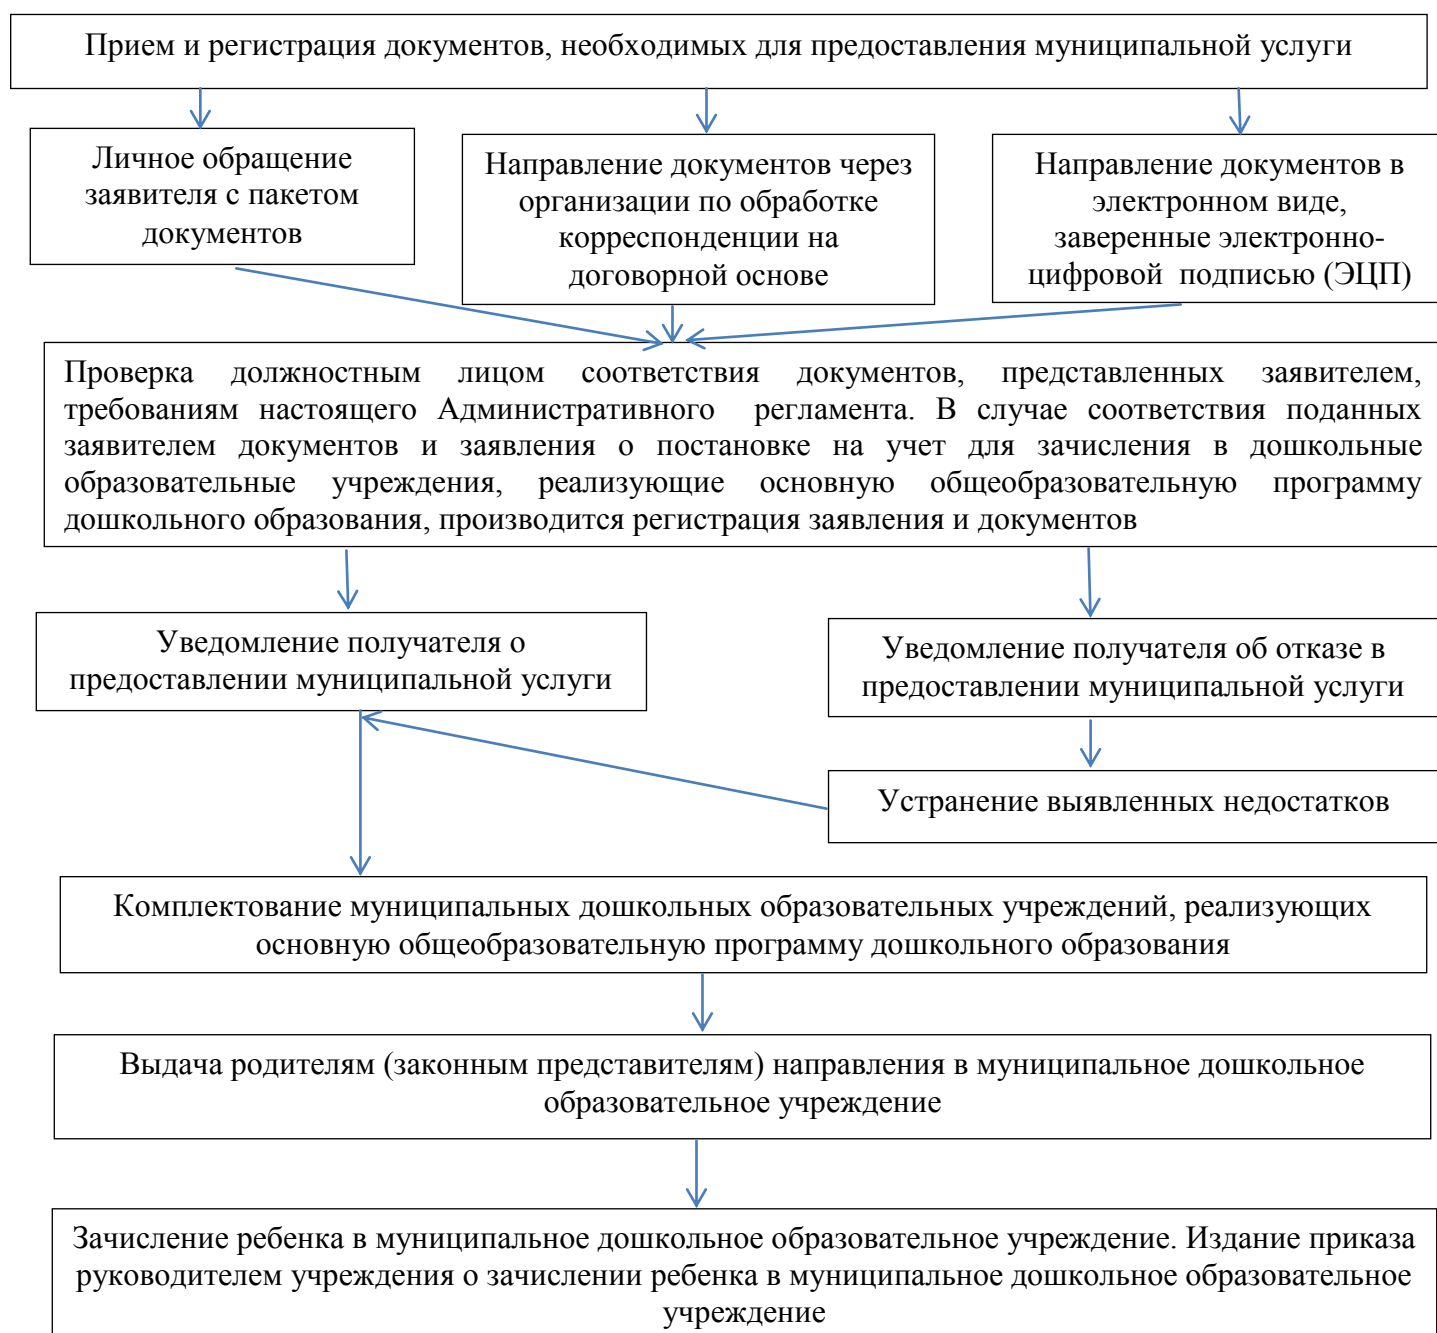 Прием и регистрация документов, необходимых для предоставления муниципальной услуги
Личное обращение
заявителя с пакетом
документов
Направление документов через
организации по обработке
корреспонденции на
договорной основе
Направление документов в
электронном виде,
заверенные электронно-
цифровой подписью (ЭЦП)
Проверка должностным лицом соответствия документов, представленных заявителем,
требованиям настоящего Административного регламента. В случае соответствия поданных
заявителем документов и заявления о постановке на учет для зачисления в дошкольные
образовательные учреждения, реализующие основную общеобразовательную программу
дошкольного образования, производится регистрация заявления и документов
Уведомление получателя о
предоставлении муниципальной услуги
Уведомление получателя об отказе в
предоставлении муниципальной услуги
Устранение выявленных недостатков
Комплектование муниципальных дошкольных образовательных учреждений, реализующих
основную общеобразовательную программу дошкольного образования
Выдача родителям (законным представителям) направления в муниципальное дошкольное
образовательное учреждение
Зачисление ребенка в муниципальное дошкольное образовательное учреждение. Издание приказа
руководителем учреждения о зачислении ребенка в муниципальное дошкольное образовательное
учреждение